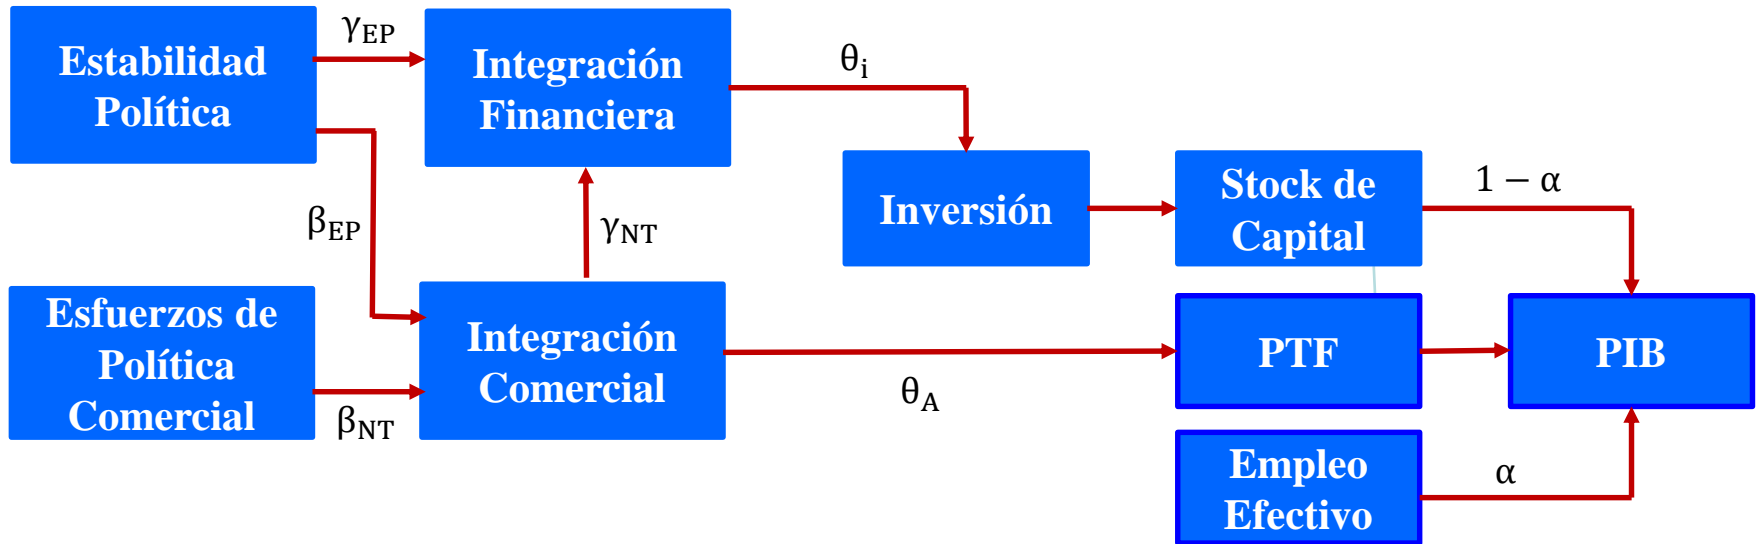 Estabilidad
Política
γEP
Integración
Financiera
θi
βEP
γNT
Inversión
Stock de
Capital
1 − α
Esfuerzos de
Política
Comercial
βNT
Integración
Comercial
θA
PTF
PIB
Empleo
Efectivo
α